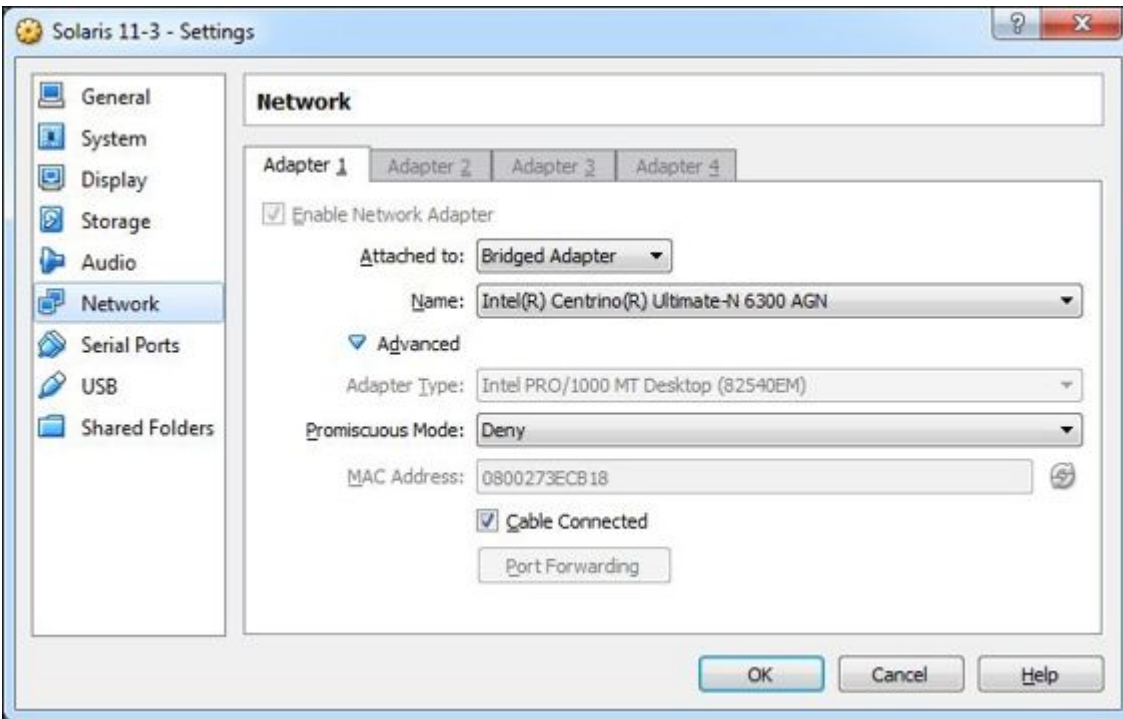 Solaris 11-3 - Settings
?
General
System
Display
Storage
Audio
Network
Serial Ports
USB
Shared Folders
Network
Adapter 1 Adapter 2 Adapter 3 Adapter 4
Enable Network Adapter
Attached to: Bridged Adapter
Name: Intel(R) Centrino(R) Ultimate-N 6300 AGN
Advanced
Adapter Type: Intel PRO/1000 MT Desktop (82540EM)
Promiscuous Mode: Deny
MAC Address: 0800273ECB18
Cable Connected
Port Forwarding
OK Cancel Help